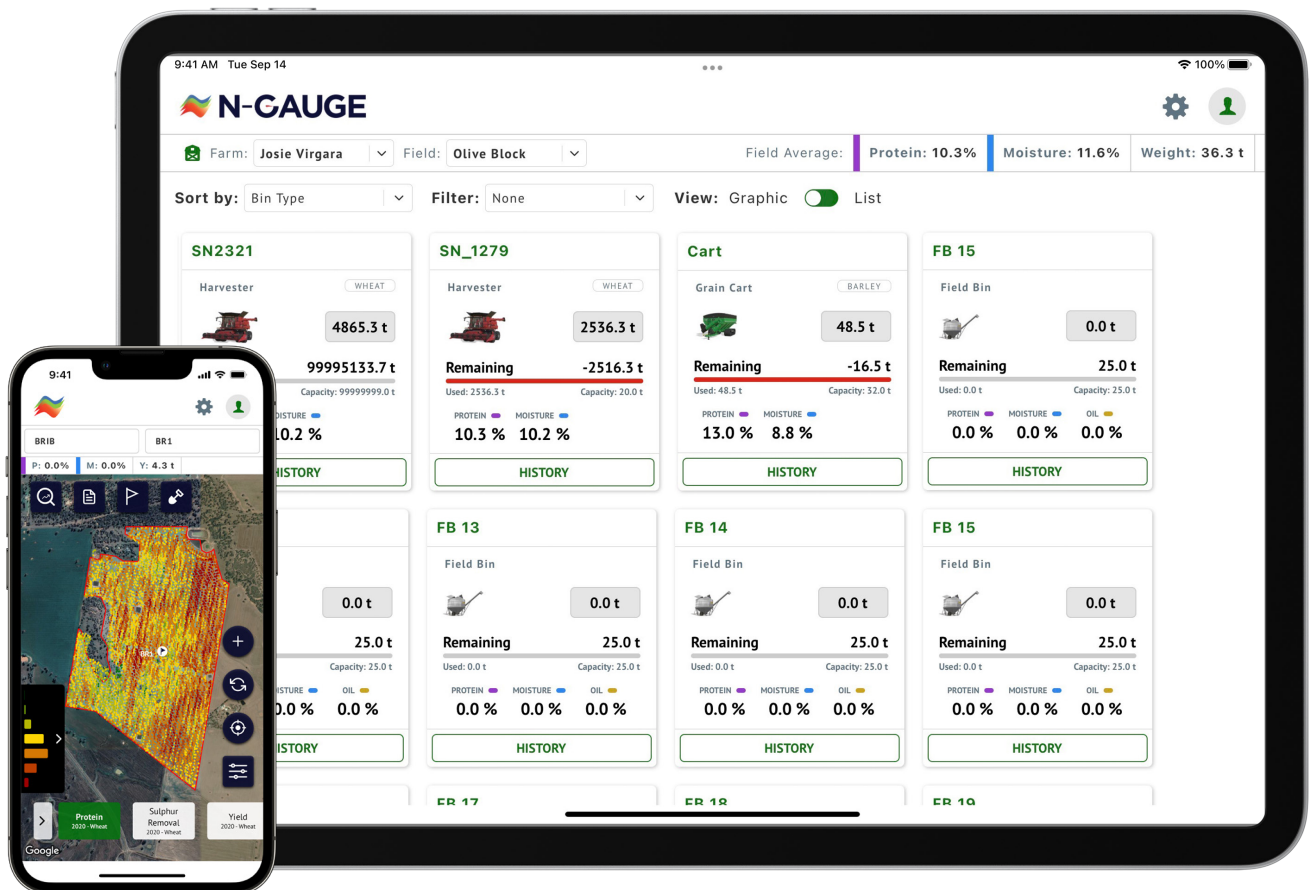 9:41 AM Tue Sep 14
100%
N-GAUGE
Farm: Josie Virgara Field: Olive Block Field Average: Protein: 10.3% Moisture: 11.6% Weight: 36.3 t
Sort by: Bin Type Filter: None View: Graphic List
SN2321
Harvester WHEAT
4865.3 t
99995133.7 t
Capacity: 99999999.0 t
10.2 %
SN_1279
Harvester WHEAT
2536.3 t
Remaining -2516.3 t
Used: 2536.3 t Capacity: 20.0 t
PROTEIN MOISTURE
10.3 % 10.2 %
HISTORY
Cart
Grain Cart BARLEY
48.5 t
Remaining -16.5 t
Used: 48.5 t Capacity: 32.0 t
PROTEIN MOISTURE
13.0 % 8.8 %
HISTORY
FB 15
Field Bin
0.0 t
Remaining 25.0 t
Used: 0.0 t Capacity: 25.0 t
PROTEIN MOISTURE OIL
0.0 % 0.0 % 0.0 %
HISTORY
0.0 t
25.0 t
Capacity: 25.0 t
OIL
0.0 % 0.0 %
FB 13
Field Bin
0.0 t
Remaining 25.0 t
Used: 0.0 t Capacity: 25.0 t
PROTEIN MOISTURE OIL
0.0 % 0.0 % 0.0 %
HISTORY
FB 14
Field Bin
0.0 t
Remaining 25.0 t
Used: 0.0 t Capacity: 25.0 t
PROTEIN MOISTURE OIL
0.0 % 0.0 % 0.0 %
HISTORY
FB 15
Field Bin
0.0 t
Remaining 25.0 t
Used: 0.0 t Capacity: 25.0 t
PROTEIN MOISTURE OIL
0.0 % 0.0 % 0.0 %
HISTORY
FB 17
FB 18
FB 19
9:41
BRIB BR1
P: 0.0% M: 0.0% Y: 4.3 t
BR1
Protein
2020 - Wheat
Sulphur
Removal
2020 - Wheat
Yield
2020 - Wheat
Google